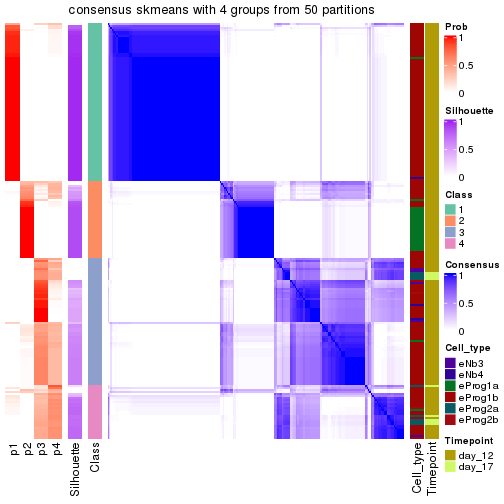 consensus skmeans with 4 groups from 50 partitions
p1
p2
p3
p4
Silhouette
Class
Cell_type
Timepoint
Prob
1
0.5
0
Silhouette
1
0.5
0
Class
1
2
3
4
Consensus
1
0.5
0
Cell_type
eNb3
eNb4
eProg1a
eProg1b
eProg2a
eProg2b
Timepoint
day_12
day_17